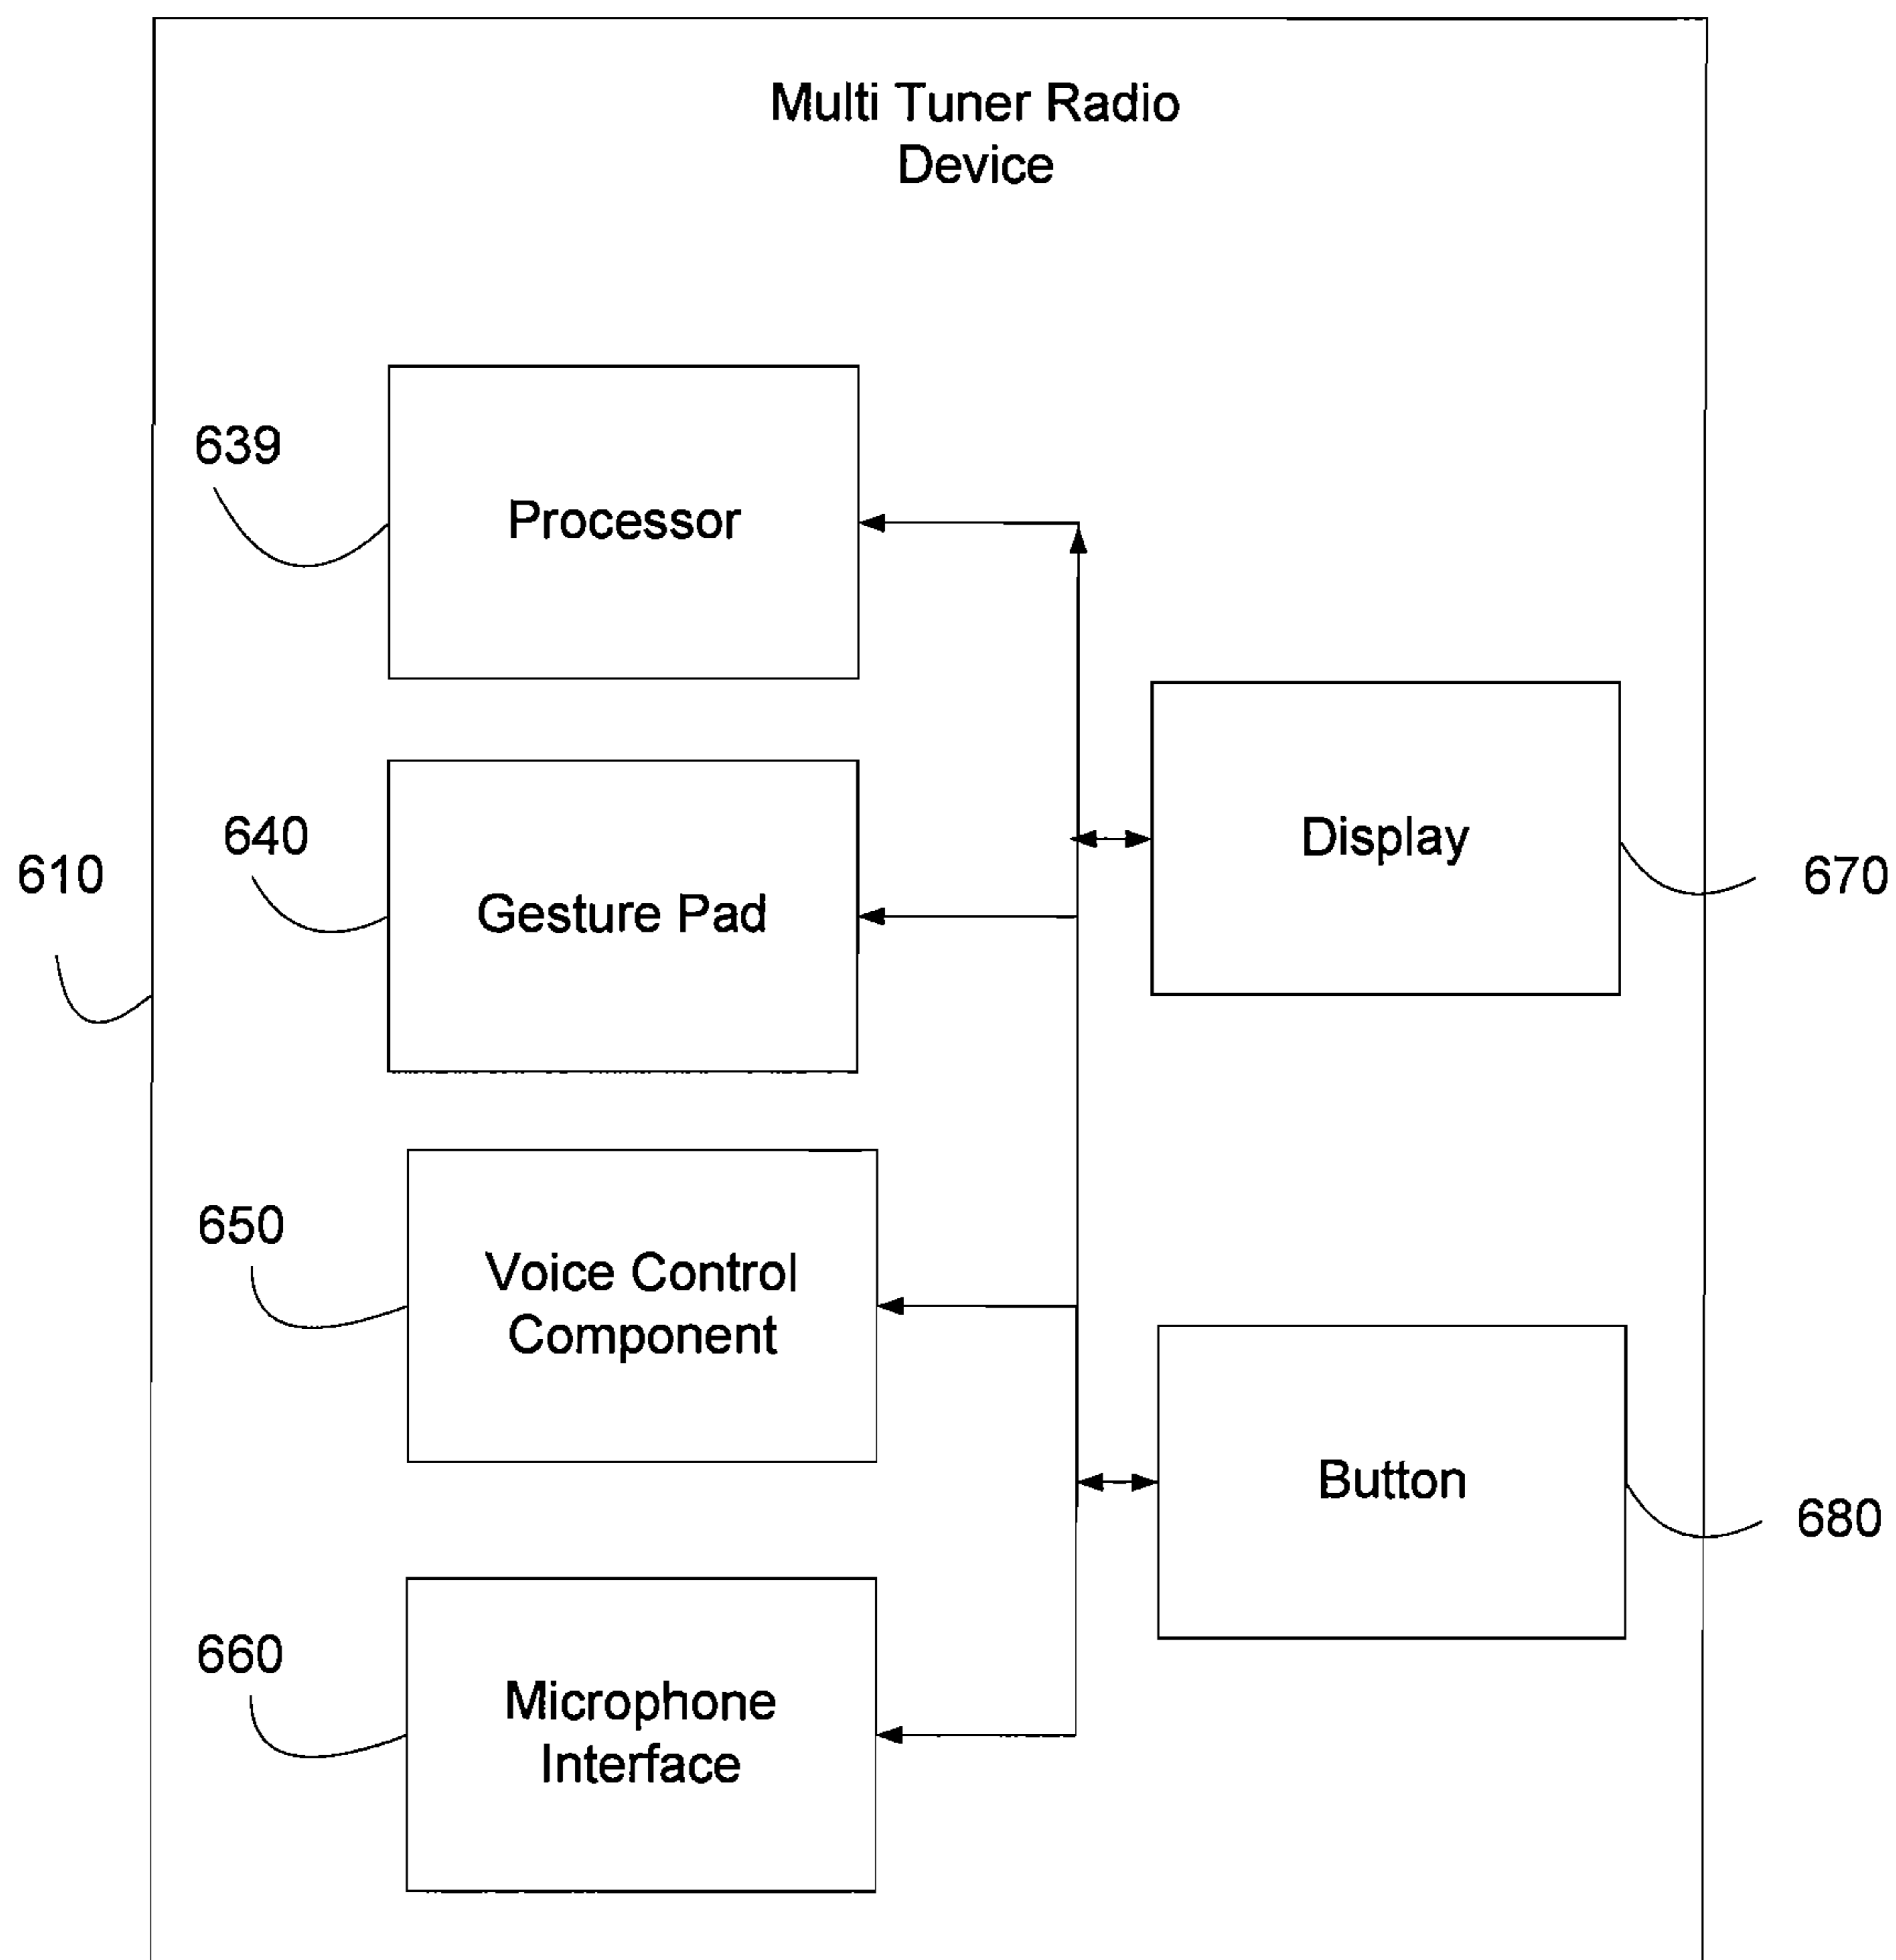 Multi Tuner Radio
Device
639
Processor
640
Gesture Pad
610
Display
670
650
Voice Control
Component
Button
680
660
Microphone
Interface